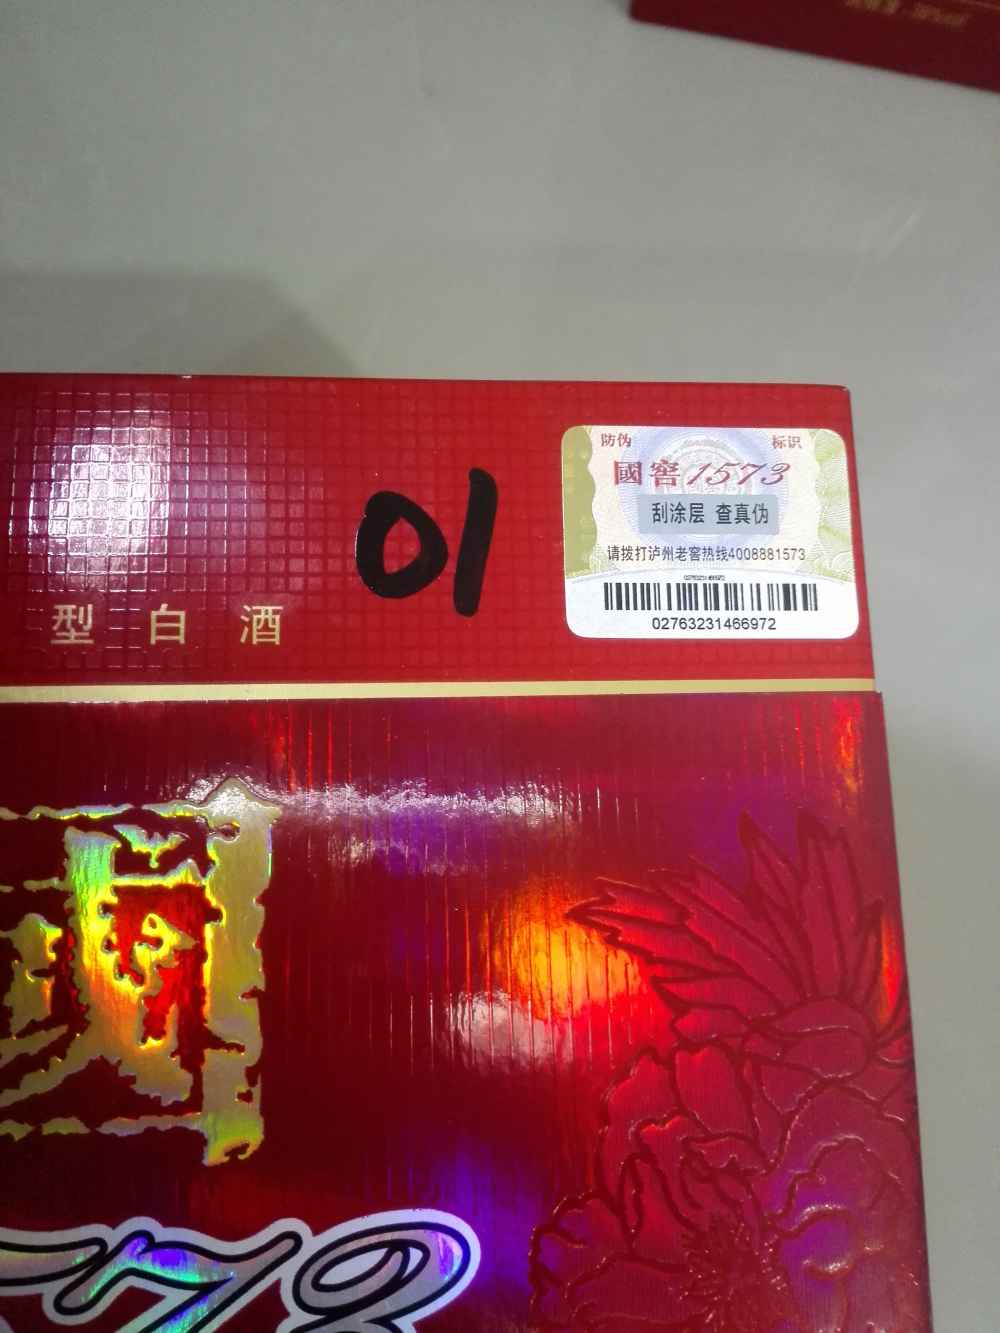 防伪 标识
國窖1573
刮涂层 查真伪
请拨打泸州老窖热线4008881573
02763231466972
01
型白酒
國
573